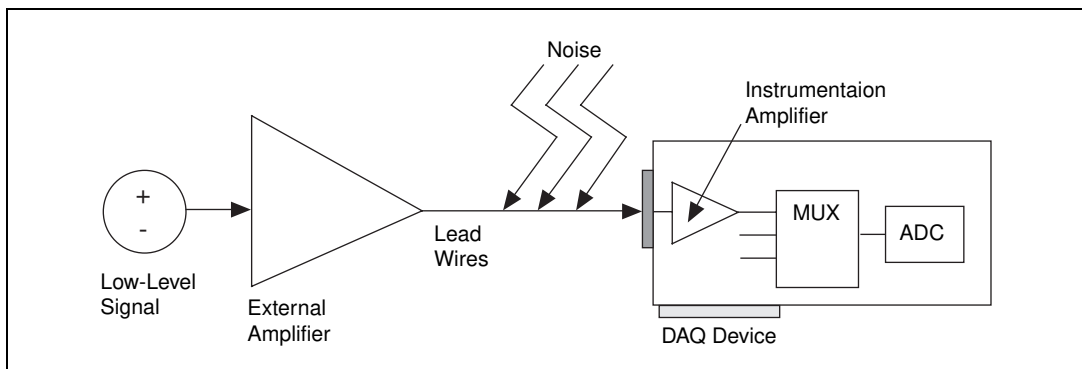 Noise
Instrumentaion
Amplifier
+
-
MUX
ADC
Lead
Wires
Low-Level
Signal
External
Amplifier
DAQ Device